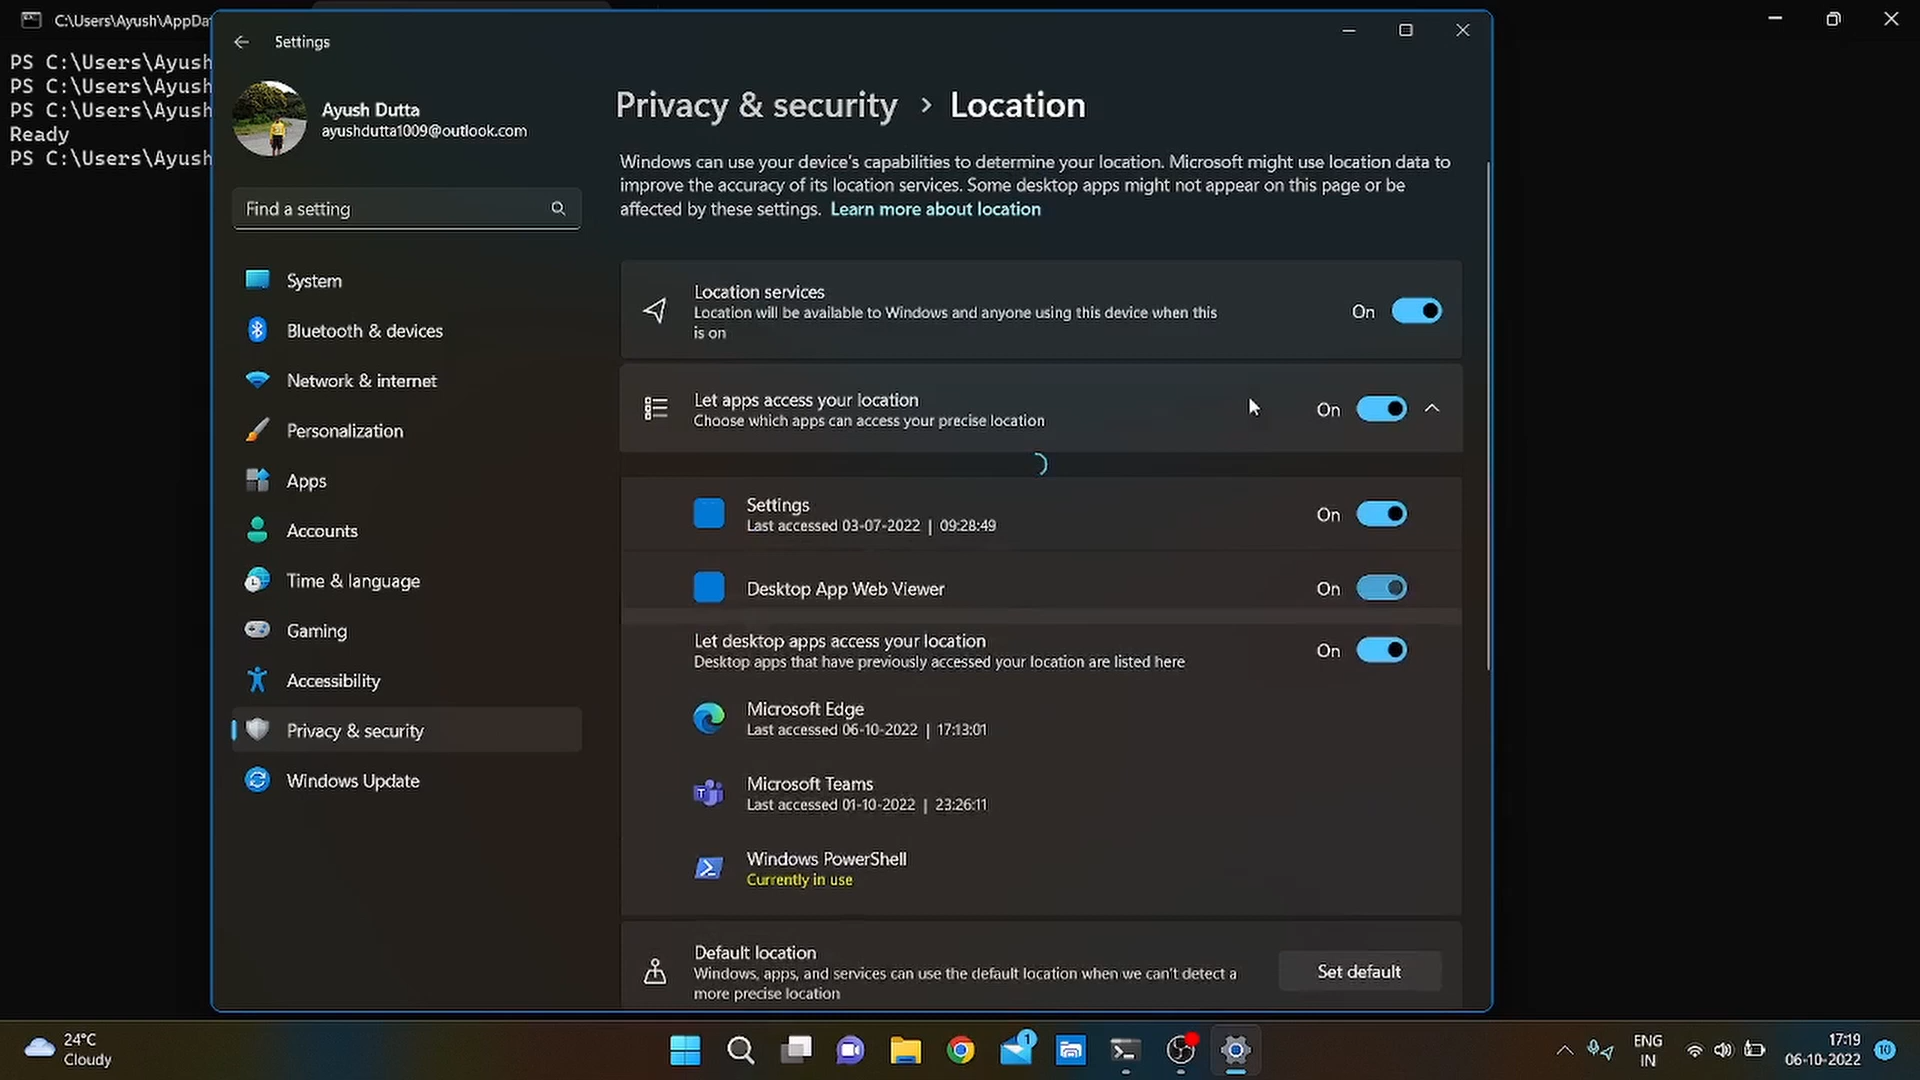 C:\Users\Ayush\AppDa
PS C:\Users\Ayush
PS C:\Users\Ayush
PS C:\Users\Ayush
Ready
PS C:\Users\Ayush
Settings
Ayush Dutta
ayushdutta1009@outlook.com
Find a setting
System
Bluetooth & devices
Network & internet
Personalization
Apps
Accounts
Time & language
Gaming
Accessibility
Privacy & security
Windows Update
Privacy & security > Location
Windows can use your device's capabilities to determine your location. Microsoft might use location data to
improve the accuracy of its location services. Some desktop apps might not appear on this page or be
affected by these settings. Learn more about location
Location services
Location will be available to Windows and anyone using this device when this
is on
On
Let apps access your location
Choose which apps can access your precise location
On
Settings
Last accessed 03-07-2022 | 09:28:49
On
Desktop App Web Viewer
On
Let desktop apps access your location
Desktop apps that have previously accessed your location are listed here
On
Microsoft Edge
Last accessed 06-10-2022 | 17:13:01
Microsoft Teams
Last accessed 01-10-2022 | 23:26:11
Windows PowerShell
Currently in use
Default location
Windows, apps, and services can use the default location when we can't detect a
more precise location
Set default
24°C
Cloudy
1
ENG
IN
17:19
06-10-2022
10